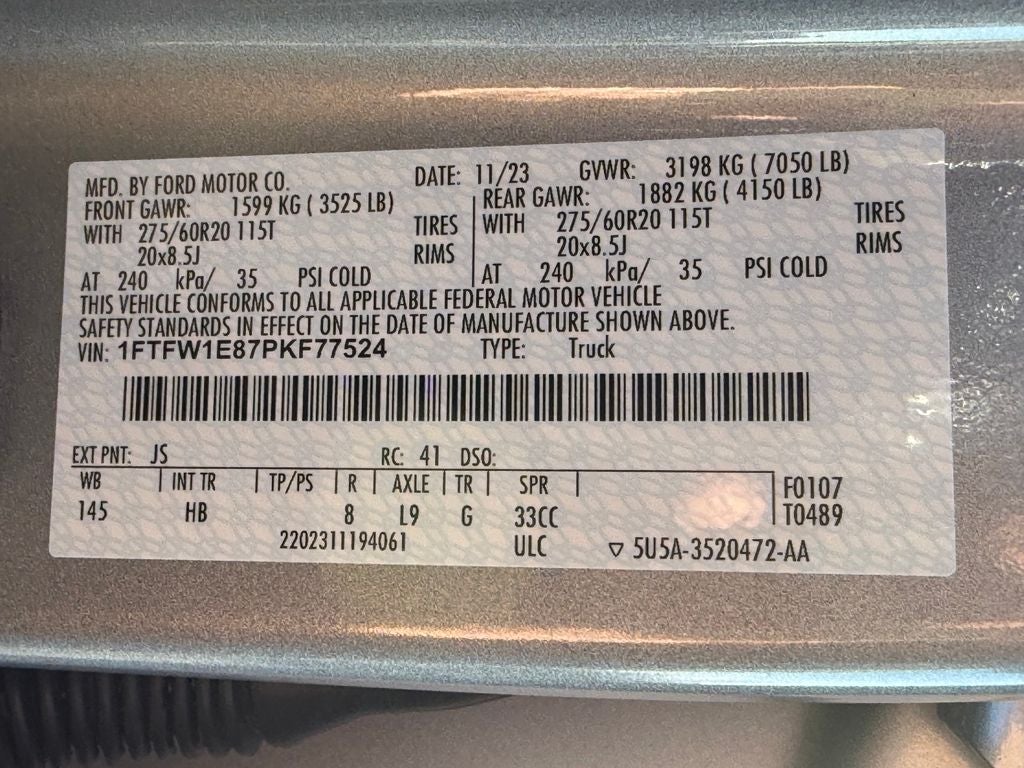 MFD. BY FORD MOTOR CO. DATE: 11/23 GVWR: 3198 KG ( 7050 LB)
FRONT GAWR: 1599 KG ( 3525 LB) REAR GAWR: 1882 KG ( 4150 LB)
WITH 275/60R20 115T TIRES WITH 275/60R20 115T TIRES
20x8.5J RIMS 20x8.5J RIMS
AT 240 kPa/ 35 PSI COLD AT 240 kPa/ 35 PSI COLD
THIS VEHICLE CONFORMS TO ALL APPLICABLE FEDERAL MOTOR VEHICLE
SAFETY STANDARDS IN EFFECT ON THE DATE OF MANUFACTURE SHOWN ABOVE.
VIN: 1FTFW1E87PKF77524 TYPE: Truck
EXT PNT: JS RC: 41 DSO:
WB INT TR TP/PS R AXLE TR SPR F0107
145 HB 8 L9 G 33CC T0489
2202311194061 ULC ▽ 5U5A-3520472-AA